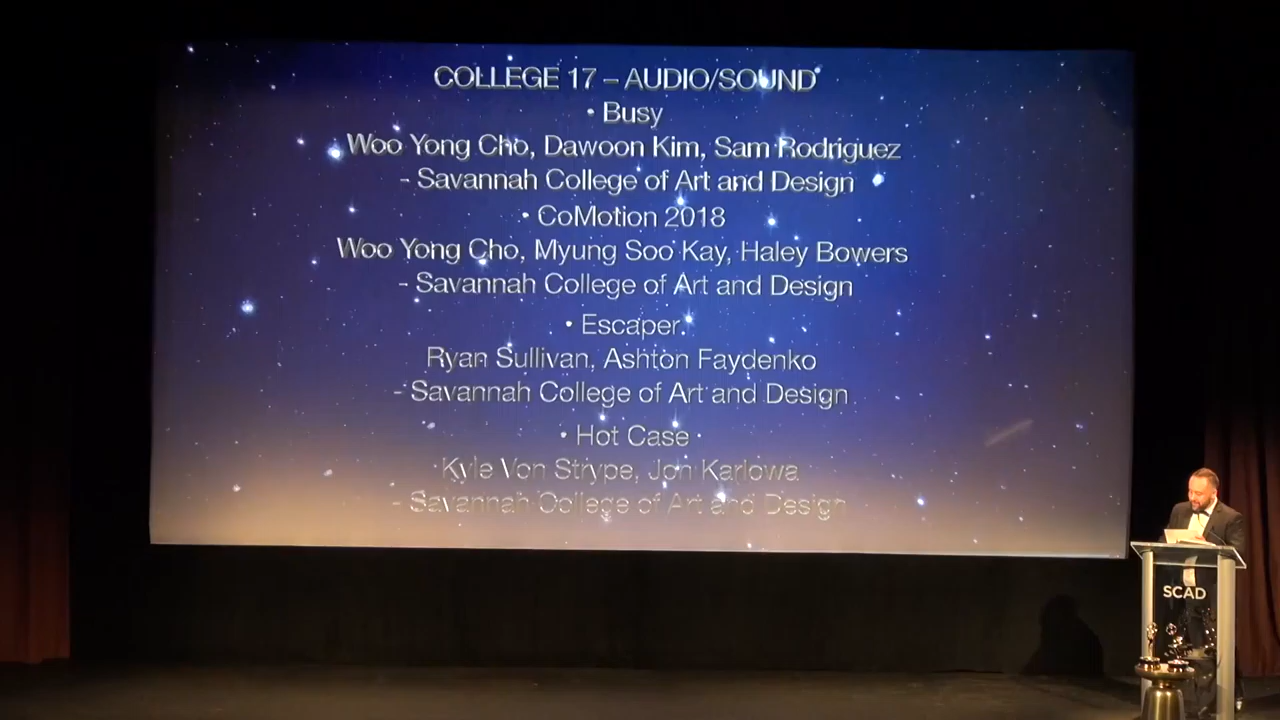 COLLEGE 17 – AUDIO/SOUND
• Busy
Woo Yong Cho, Dawoon Kim, Sam Rodriguez
- Savannah College of Art and Design
• CoMotion 2018
Woo Yong Cho, Myung Soo Kay, Haley Bowers
- Savannah College of Art and Design
• Escaper
Ryan Sullivan, Ashton Faydenko
- Savannah College of Art and Design
• Hot Case
Kyle Von Strype, Jon Karlowa
- Savannah College of Art and Design
SCAD